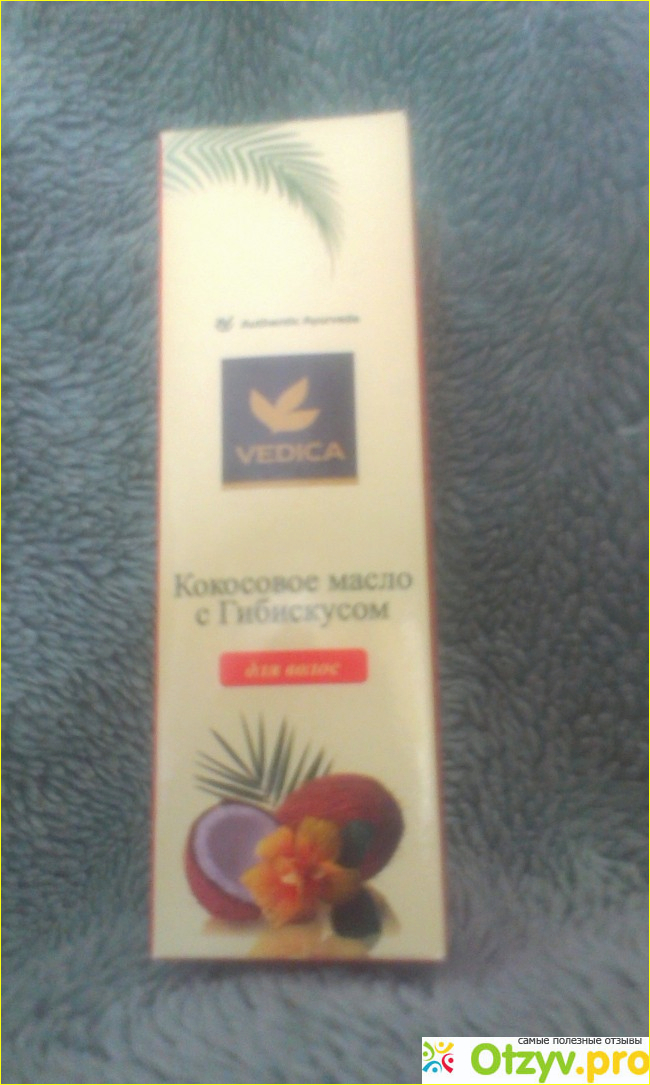 Authentic Ayurveda
VEDICA
Кокосовое масло
с Гибискусом
для волос
самые полезные отзывы
Otzyv.pro